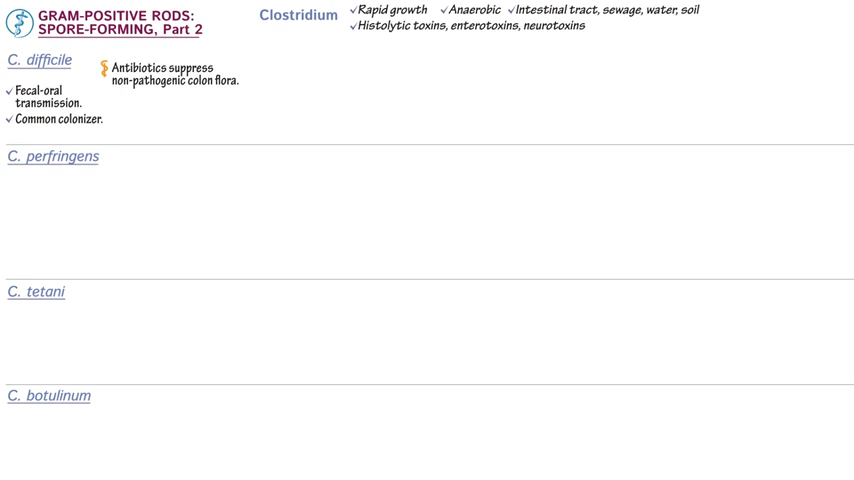 GRAM-POSITIVE RODS:
SPORE-FORMING, Part 2
Clostridium
✓Rapid growth ✓Anaerobic ✓Intestinal tract, sewage, water, soil
✓Histolytic toxins, enterotoxins, neurotoxins
C. difficile
Antibiotics suppress
non-pathogenic colon flora.
✓ Fecal-oral
transmission.
✓ Common colonizer.
C. perfringens
C. tetani
C. botulinum